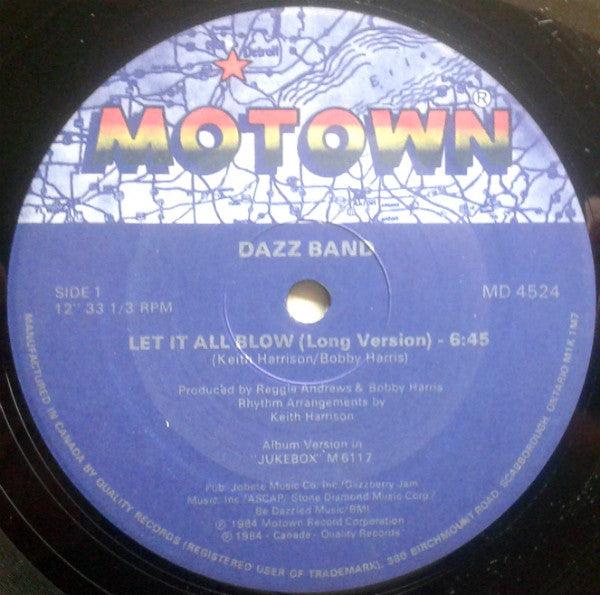 Detroit
Erie
MOTOWN®
DAZZ BAND
SIDE 1
12" 33 1/3 RPM
MD 4524
LET IT ALL BLOW (Long Version) - 6:45
(Keith Harrison/Bobby Harris)
Produced by Reggie Andrews & Bobby Harris
Rhythm Arrangements by
Keith Harrison
Album Version in
"JUKEBOX" M 6117
Pub: Jobete Music Co. Inc./Dazzberry Jam
Music, Inc./ASCAP, Stone Diamond Music Corp./
Be Dazzled Music/BMI
℗ 1984 Motown Record Corporation
℗ 1984 - Canada - Quality Records
MANUFACTURED IN CANADA BY QUALITY RECORDS (REGISTERED USER OF TRADEMARK), 380 BIRCHMOUNT ROAD, SCARBOROUGH, ONTARIO M1K 1M7